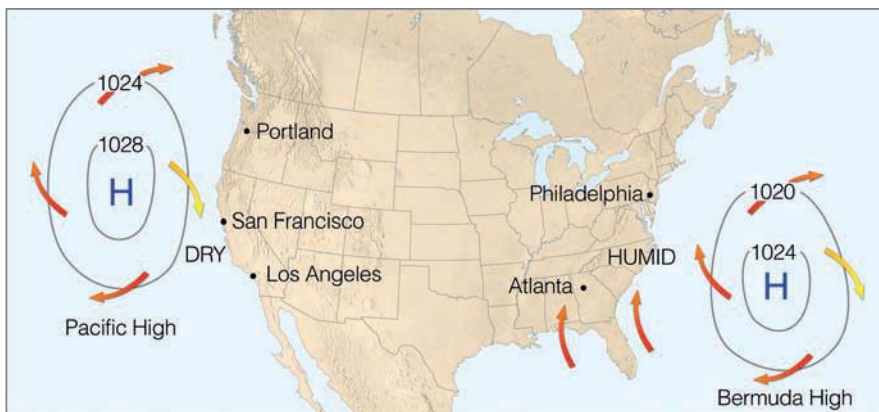 1024
1028
H
Portland
San Francisco
DRY
Los Angeles
Pacific High
Philadelphia
1020
HUMID
1024
Atlanta
H
Bermuda High